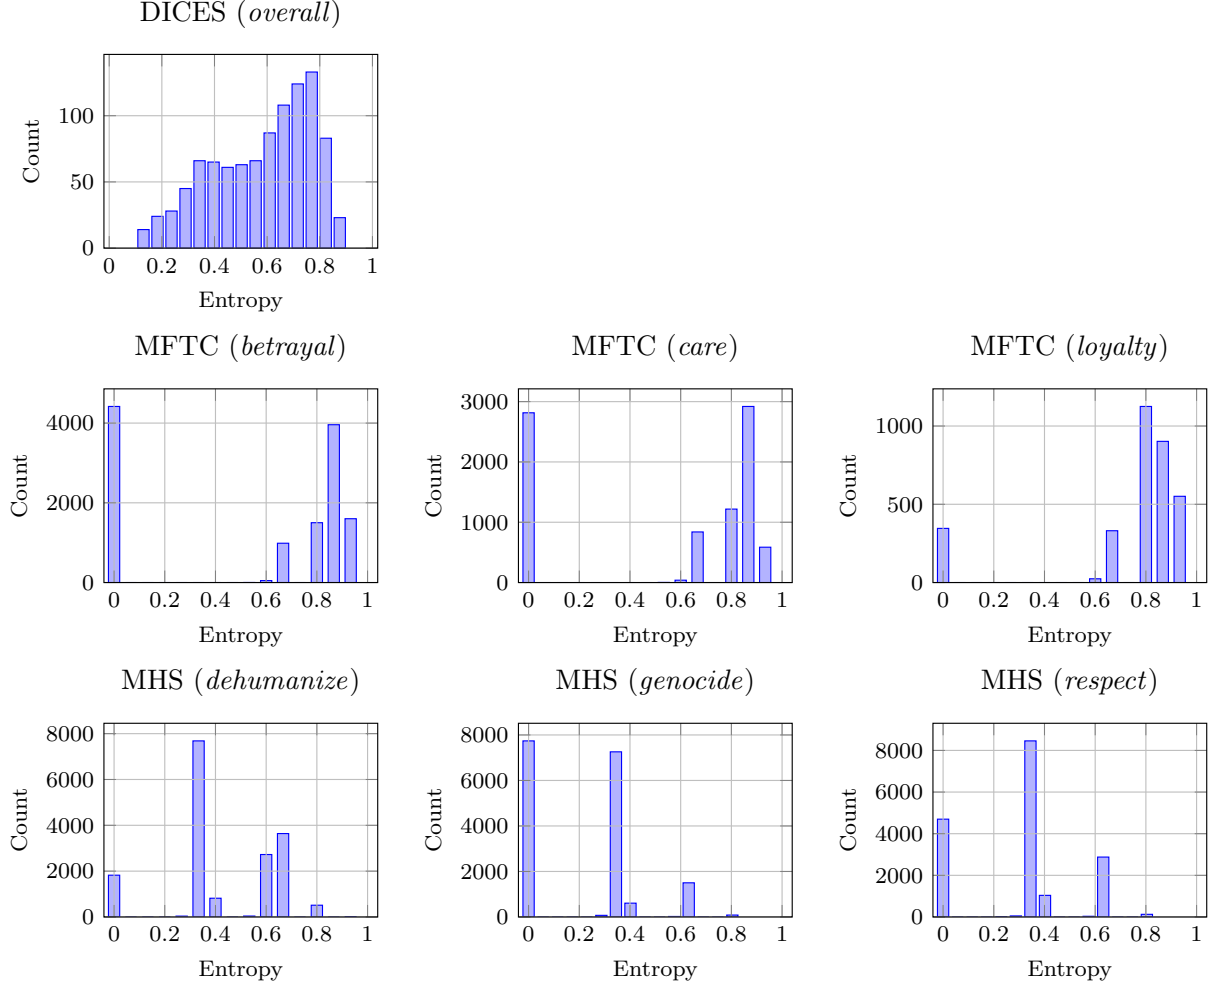 DICES (overall)
Count
100
50
0
0 0.2 0.4 0.6 0.8 1
Entropy
MFTC (betrayal)
Count
4000
2000
0
0 0.2 0.4 0.6 0.8 1
Entropy
MFTC (care)
Count
3000
2000
1000
0
0 0.2 0.4 0.6 0.8 1
Entropy
MFTC (loyalty)
Count
1000
500
0
0 0.2 0.4 0.6 0.8 1
Entropy
MHS (dehumanize)
Count
8000
6000
4000
2000
0
0 0.2 0.4 0.6 0.8 1
Entropy
MHS (genocide)
Count
8000
6000
4000
2000
0
0 0.2 0.4 0.6 0.8 1
Entropy
MHS (respect)
Count
8000
6000
4000
2000
0
0 0.2 0.4 0.6 0.8 1
Entropy